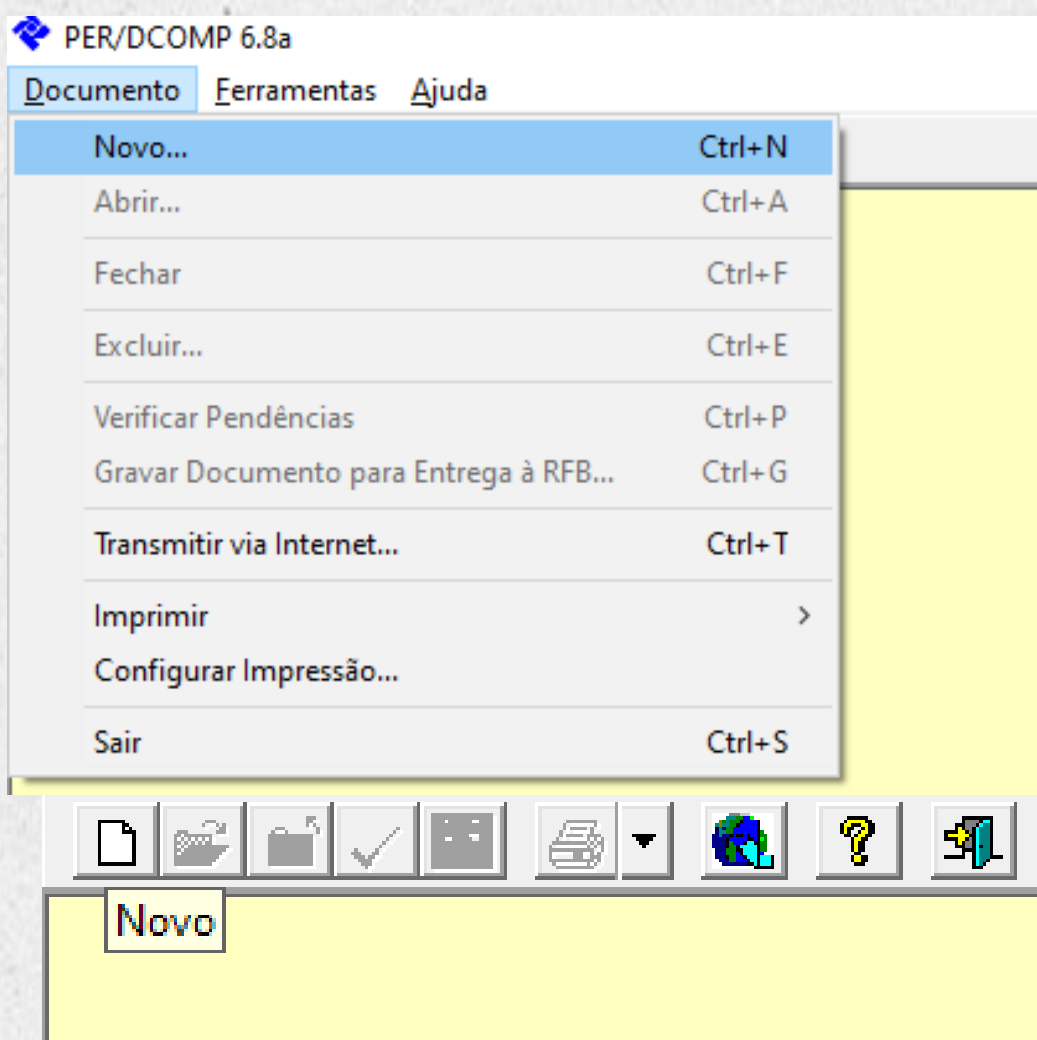 PER/DCOMP 6.8a
Documento Ferramentas Ajuda
Novo... Ctrl+N
Abrir... Ctrl+A
Fechar Ctrl+F
Excluir... Ctrl+E
Verificar Pendências Ctrl+P
Gravar Documento para Entrega à RFB... Ctrl+G
Transmitir via Internet... Ctrl+T
Imprimir
Configurar Impressão...
Sair Ctrl+S
Novo